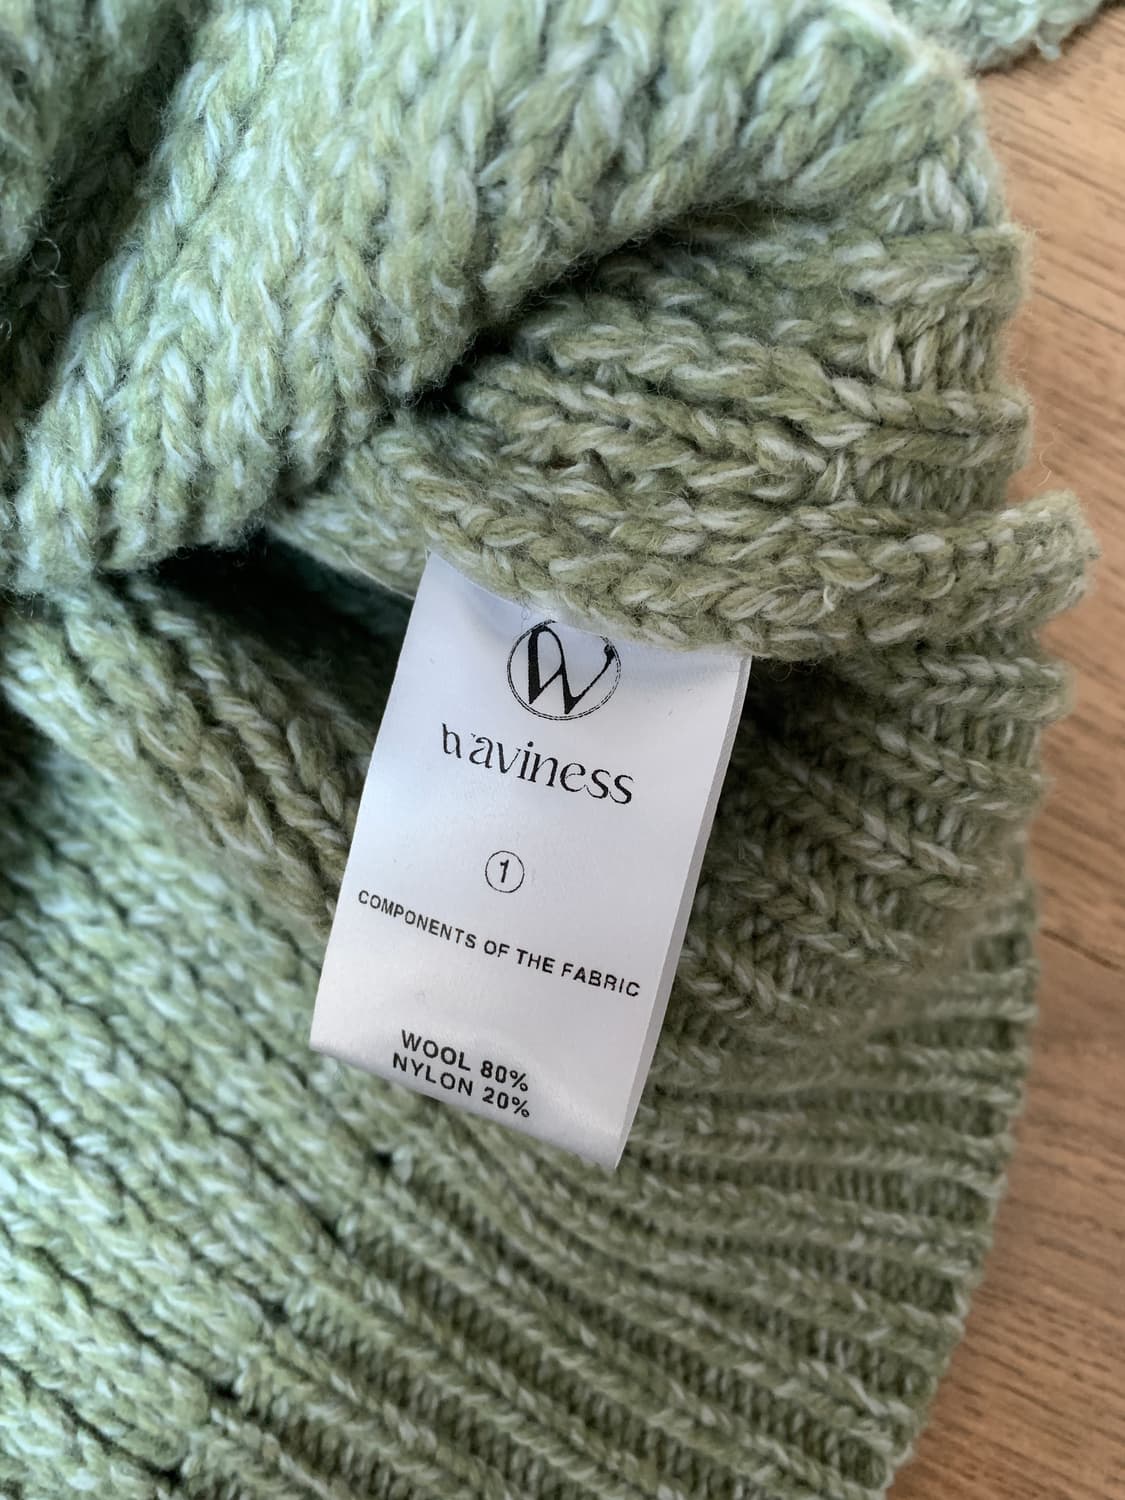 W
waviness
1
COMPONENTS OF THE FABRIC
WOOL 80%
NYLON 20%